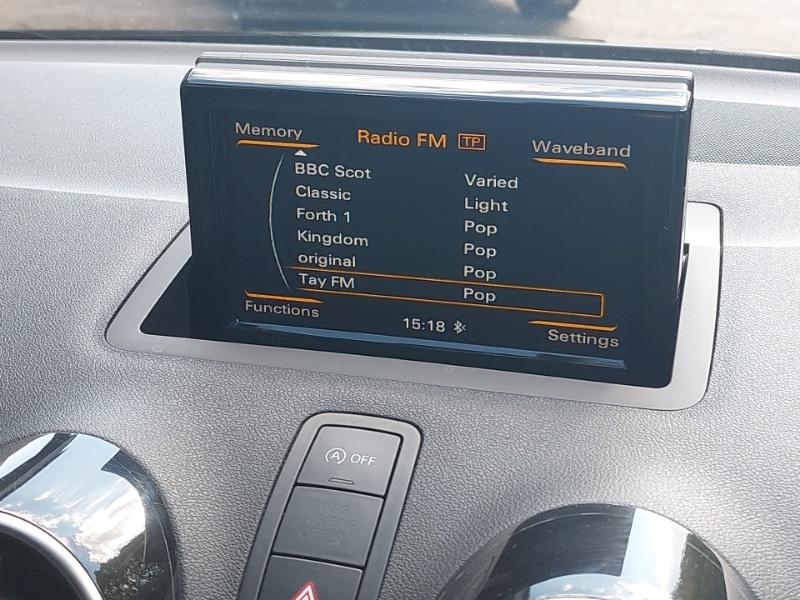 Memory Radio FM TP Waveband
BBC Scot Varied
Classic Light
Forth 1 Pop
Kingdom Pop
original Pop
Tay FM Pop
Functions 15:18 Settings
A OFF